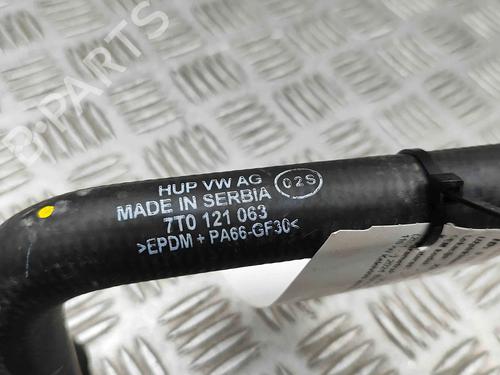 HUP VW AG
02S
MADE IN SERBIA
7T0 121 063
>EPDM + PA66-GF30<
B-PARTS